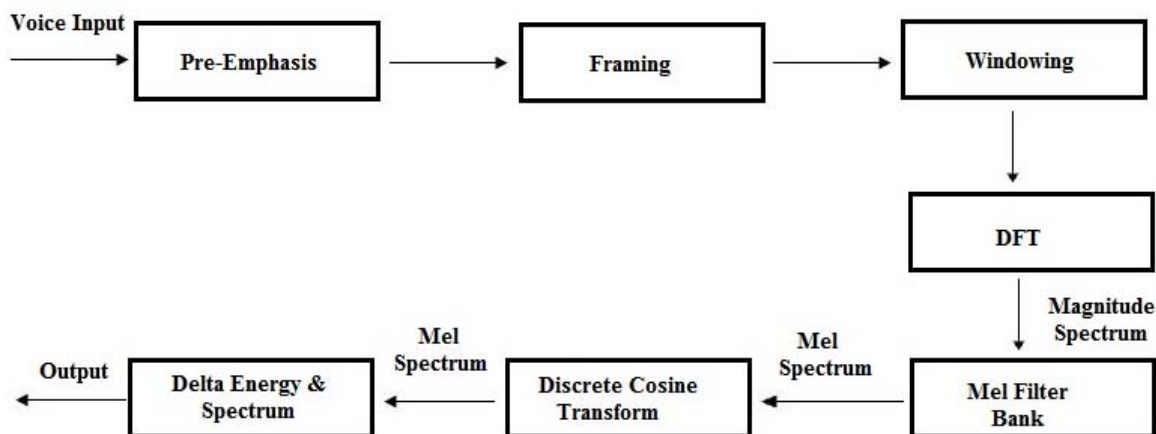 Voice Input
Pre-Emphasis
Framing
Windowing
DFT
Magnitude
Spectrum
Mel Filter
Bank
Mel
Spectrum
Discrete Cosine
Transform
Mel
Spectrum
Delta Energy &
Spectrum
Output